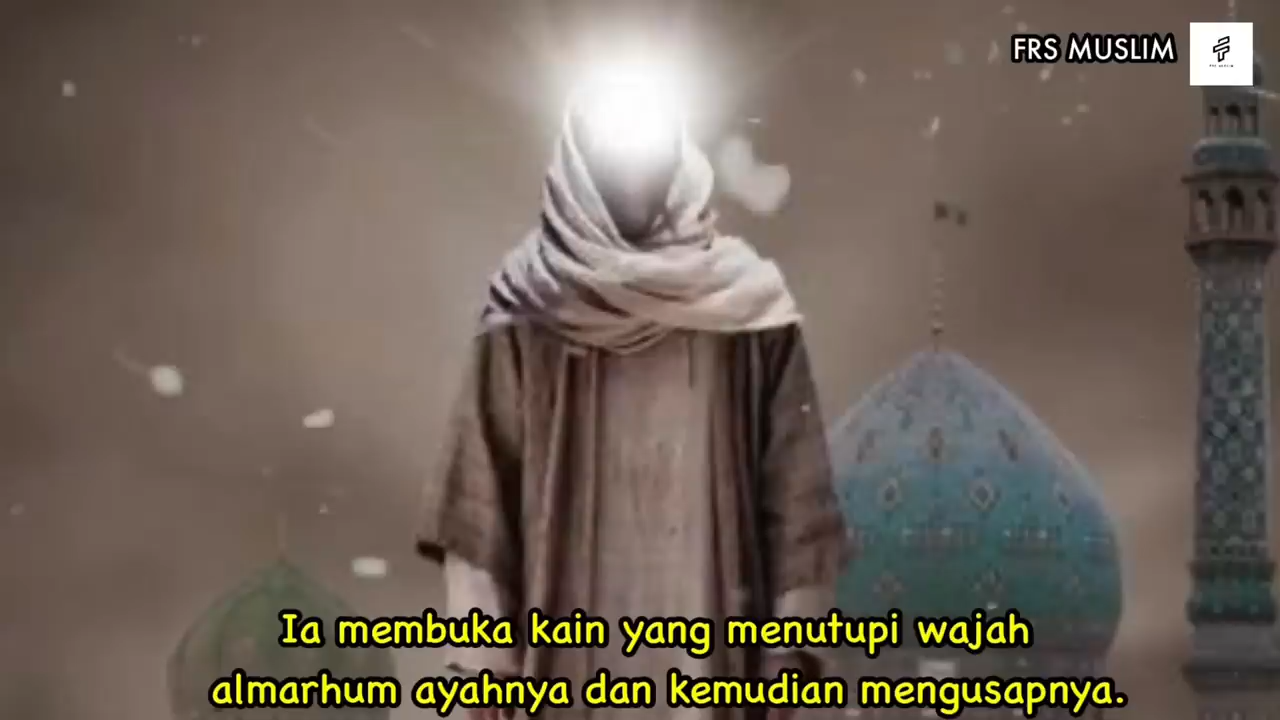 FRS MUSLIM
Ia membuka kain yang menutupi wajah
almarhum ayahnya dan kemudian mengusapnya.